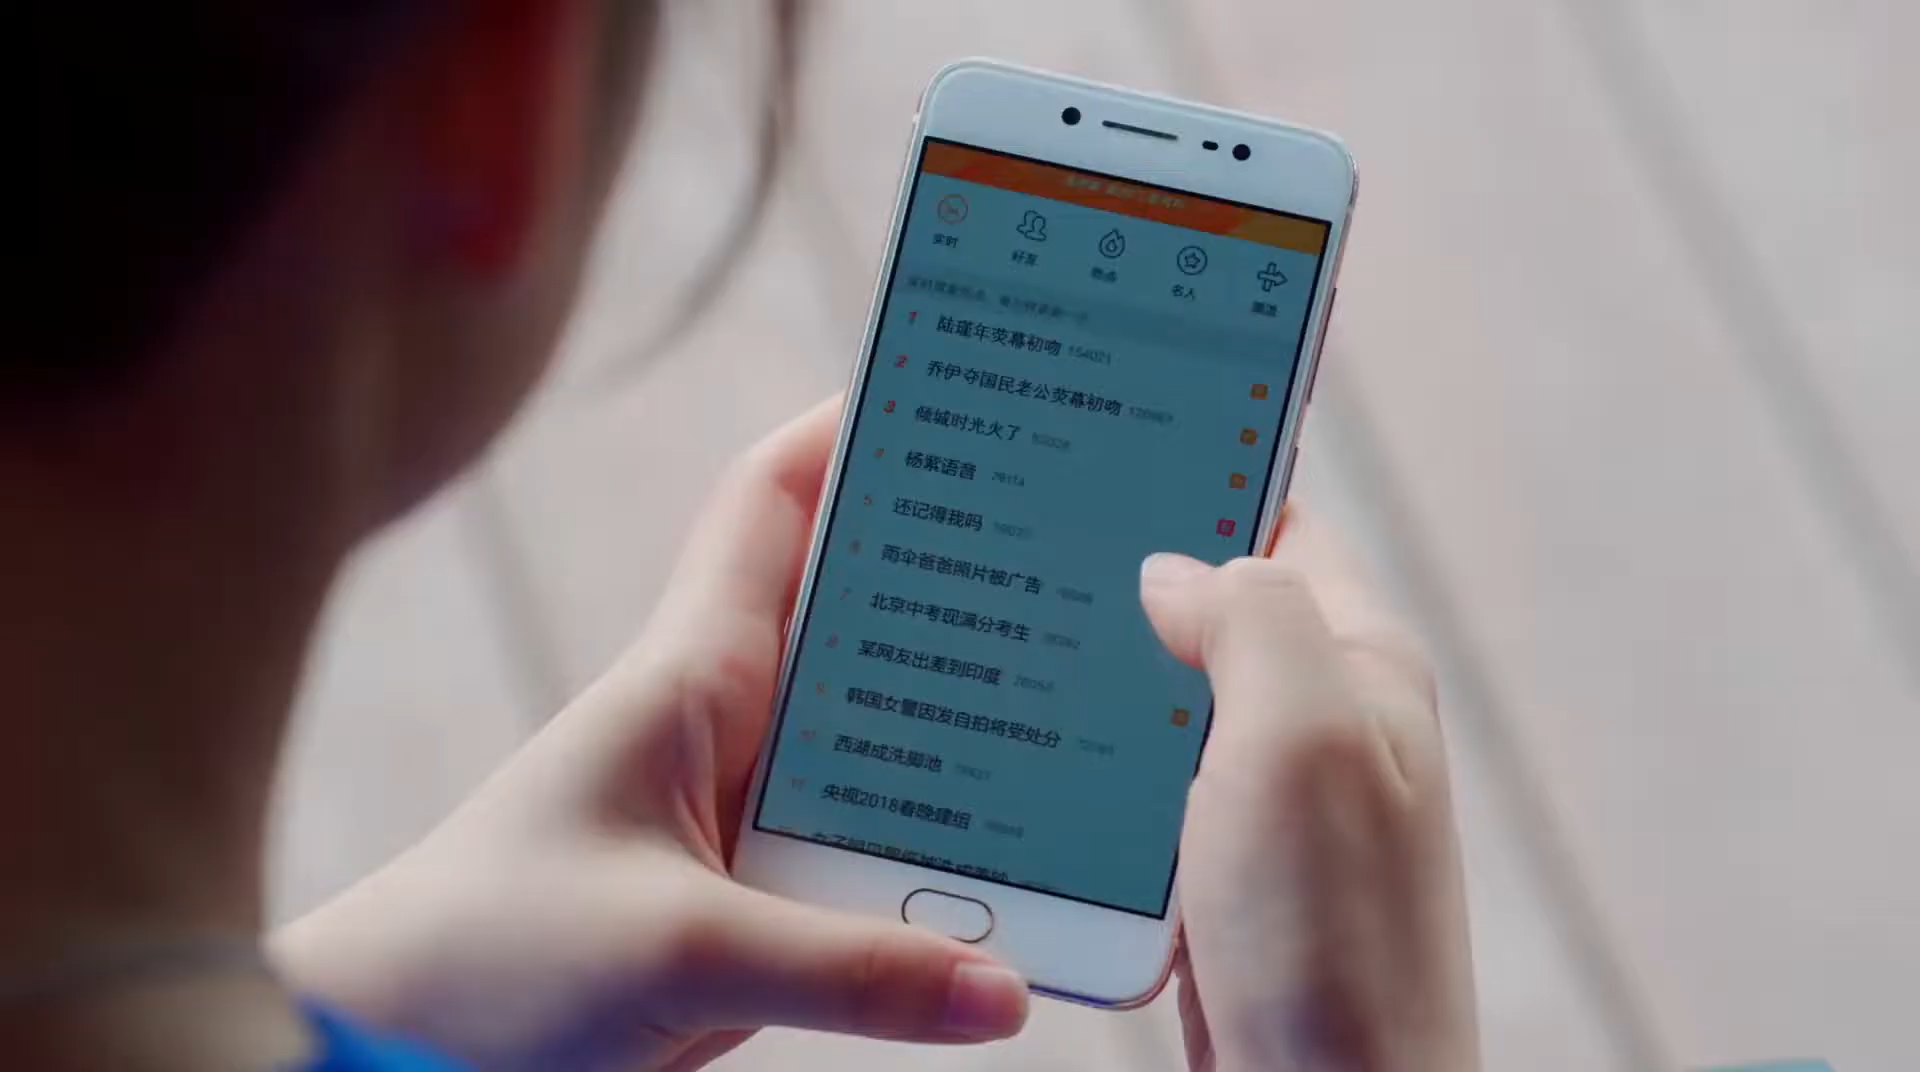 实时 好友 热点 名人 频道
1 陆瑾年荧幕初吻 154021
2 乔伊夺国民老公荧幕初吻
3 倾城时光火了
4 杨紫语音 26114
5 还记得我吗
6 雨伞爸爸照片被广告
7 北京中考现满分考生
8 某网友出差到印度
9 韩国女警因发自拍将受处分
10 西湖成洗脚池
11 央视2018春晚建组